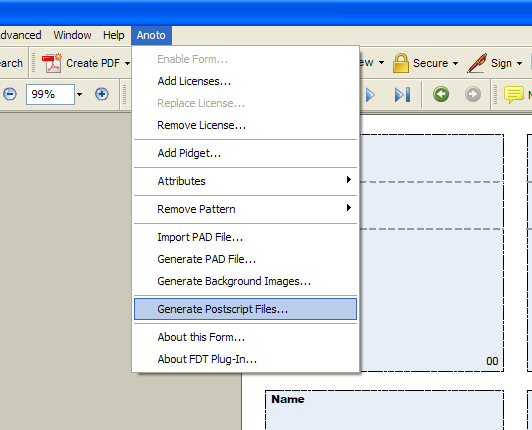 dvanced Window Help Anoto
earch Create PDF ew Secure Sign
99%
Enable Form...
Add Licenses...
Replace License...
Remove License...
Add Pidget...
Attributes
Remove Pattern
Import PAD File...
Generate PAD File...
Generate Background Images...
Generate Postscript Files...
About this Form...
About FDT Plug-In...
00
Name